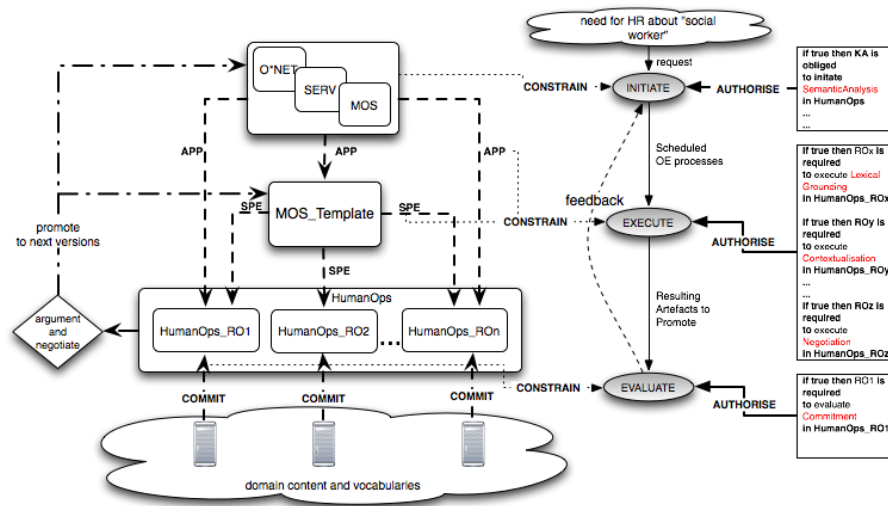 need for HR about "social
worker"
request
O*NET
SERV
MOS
CONSTRAIN
INITIATE
AUTHORISE
if true then KA is
obliged
to initate
SemanticAnalysis
in HumanOps
...
...
APP
APP
APP
Scheduled
OE processes
feedback
MOS_Template
SPE
SPE
SPE
promote
to next versions
CONSTRAIN
EXECUTE
AUTHORISE
if true then ROx is
required
to execute Lexical
Grounding
in HumanOps_ROx
if true then ROy is
required
to execute
Contextualisation
in HumanOps_ROy
...
...
if true then ROz is
required
to execute
Negotiation
in HumanOps_ROz
Resulting
Artefacts to
Promote
HumanOps
HumanOps_RO1
HumanOps_RO2
...
HumanOps_ROn
argument
and
negotiate
CONSTRAIN
EVALUATE
AUTHORISE
if true then RO1 is
required
to evaluate
Commitment
in HumanOps_RO1
COMMIT
COMMIT
COMMIT
domain content and vocabularies